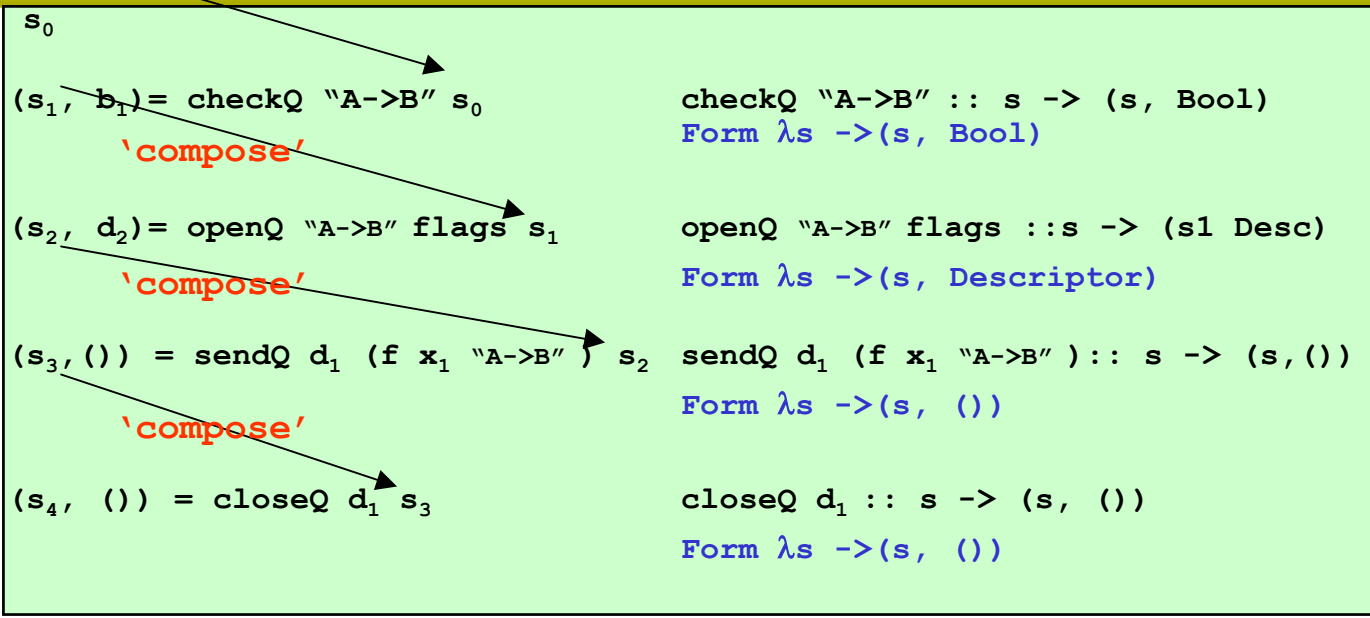 s₀
(s₁, b₁)= checkQ “A->B” s₀ checkQ “A->B” :: s -> (s, Bool)
Form λs ->(s, Bool)
‘compose’
(s₂, d₂)= openQ “A->B” flags s₁ openQ “A->B” flags ::s -> (s1 Desc)
‘compose’ Form λs ->(s, Descriptor)
(s₃,()) = sendQ d₁ (f x₁ “A->B” ) s₂ sendQ d₁ (f x₁ “A->B” ):: s -> (s,())
Form λs ->(s, ())
‘compose’
(s₄, ()) = closeQ d₁ s₃ closeQ d₁ :: s -> (s, ())
Form λs ->(s, ())